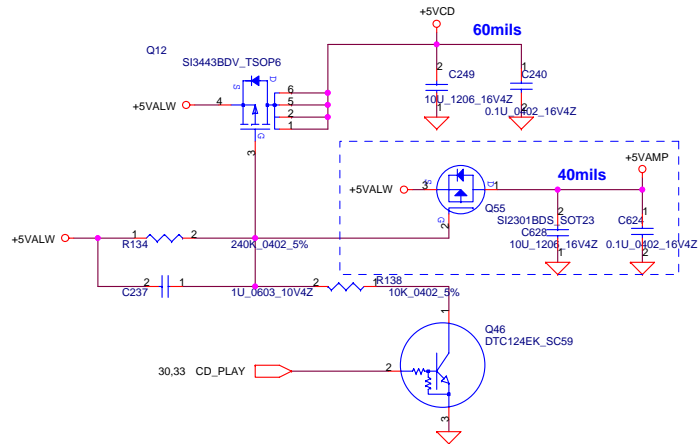 +5VCD
60mils
Q12
SI3443BDV_TSOP6
2
C249
1
C240
S
D
6
+5VALW
4
5
2
1
G
3
10U_1206_16V4Z
1
0.1U_0402_16V4Z
2
+5VAMP
40mils
+5VALW
3
S
D
1
Q55
G
2
SI2301BDS_SOT23
2
C628
1
C624
10U_1206_16V4Z
1
0.1U_0402_16V4Z
2
+5VALW
1
2
R134
240K_0402_5%
2
1
C237
1U_0603_10V4Z
2
R138
1
10K_0402_5%
1
Q46
DTC124EK_SC59
30,33
CD_PLAY
2
3